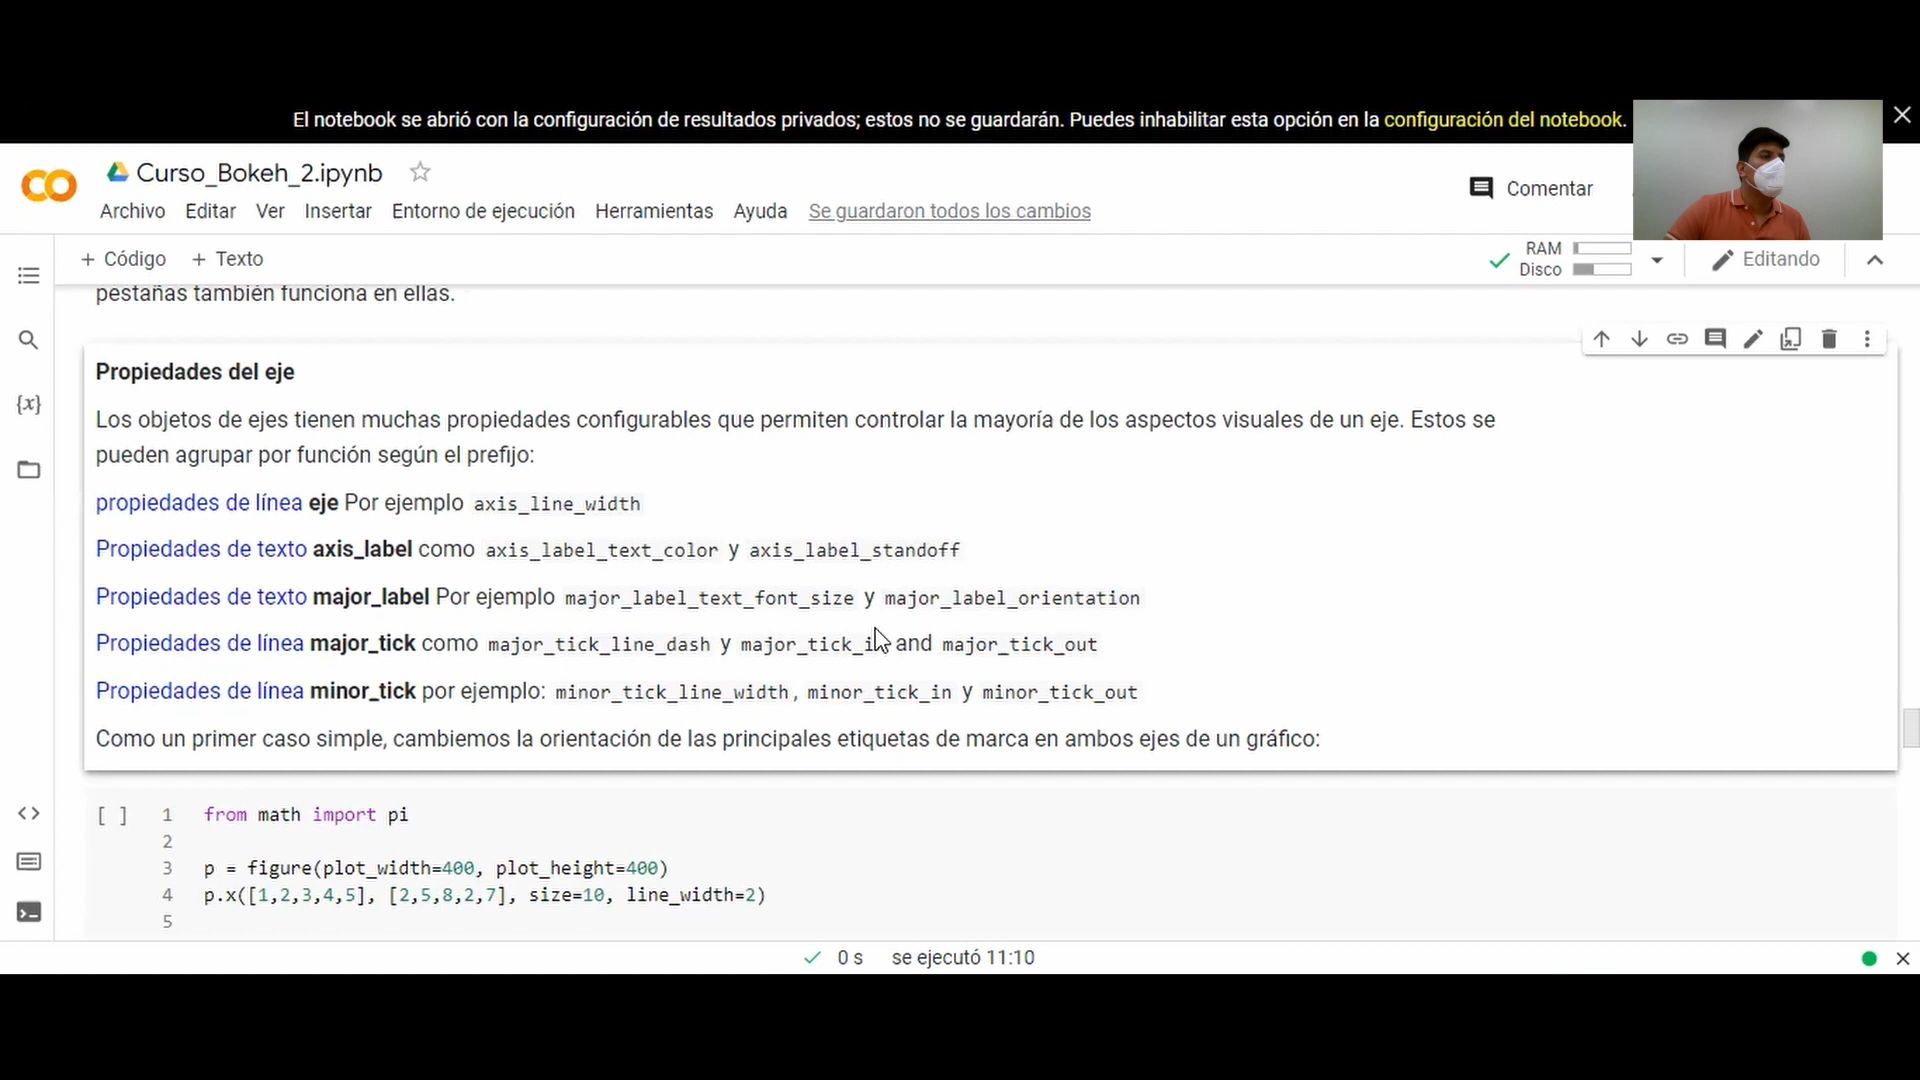 El notebook se abrió con la configuración de resultados privados; estos no se guardarán. Puedes inhabilitar esta opción en la configuración del notebook.
Curso_Bokeh_2.ipynb
Comentar
Archivo Editar Ver Insertar Entorno de ejecución Herramientas Ayuda Se guardaron todos los cambios
+ Código + Texto
RAM
Disco
Editando
pestañas también funciona en ellas.
Propiedades del eje
Los objetos de ejes tienen muchas propiedades configurables que permiten controlar la mayoría de los aspectos visuales de un eje. Estos se
pueden agrupar por función según el prefijo:
propiedades de línea eje Por ejemplo axis_line_width
Propiedades de texto axis_label como axis_label_text_color y axis_label_standoff
Propiedades de texto major_label Por ejemplo major_label_text_font_size y major_label_orientation
Propiedades de línea major_tick como major_tick_line_dash y major_tick_in and major_tick_out
Propiedades de línea minor_tick por ejemplo: minor_tick_line_width, minor_tick_in y minor_tick_out
Como un primer caso simple, cambiemos la orientación de las principales etiquetas de marca en ambos ejes de un gráfico:
[ ] 1 from math import pi
2
3 p = figure(plot_width=400, plot_height=400)
4 p.x([1,2,3,4,5], [2,5,8,2,7], size=10, line_width=2)
5
0 s se ejecutó 11:10